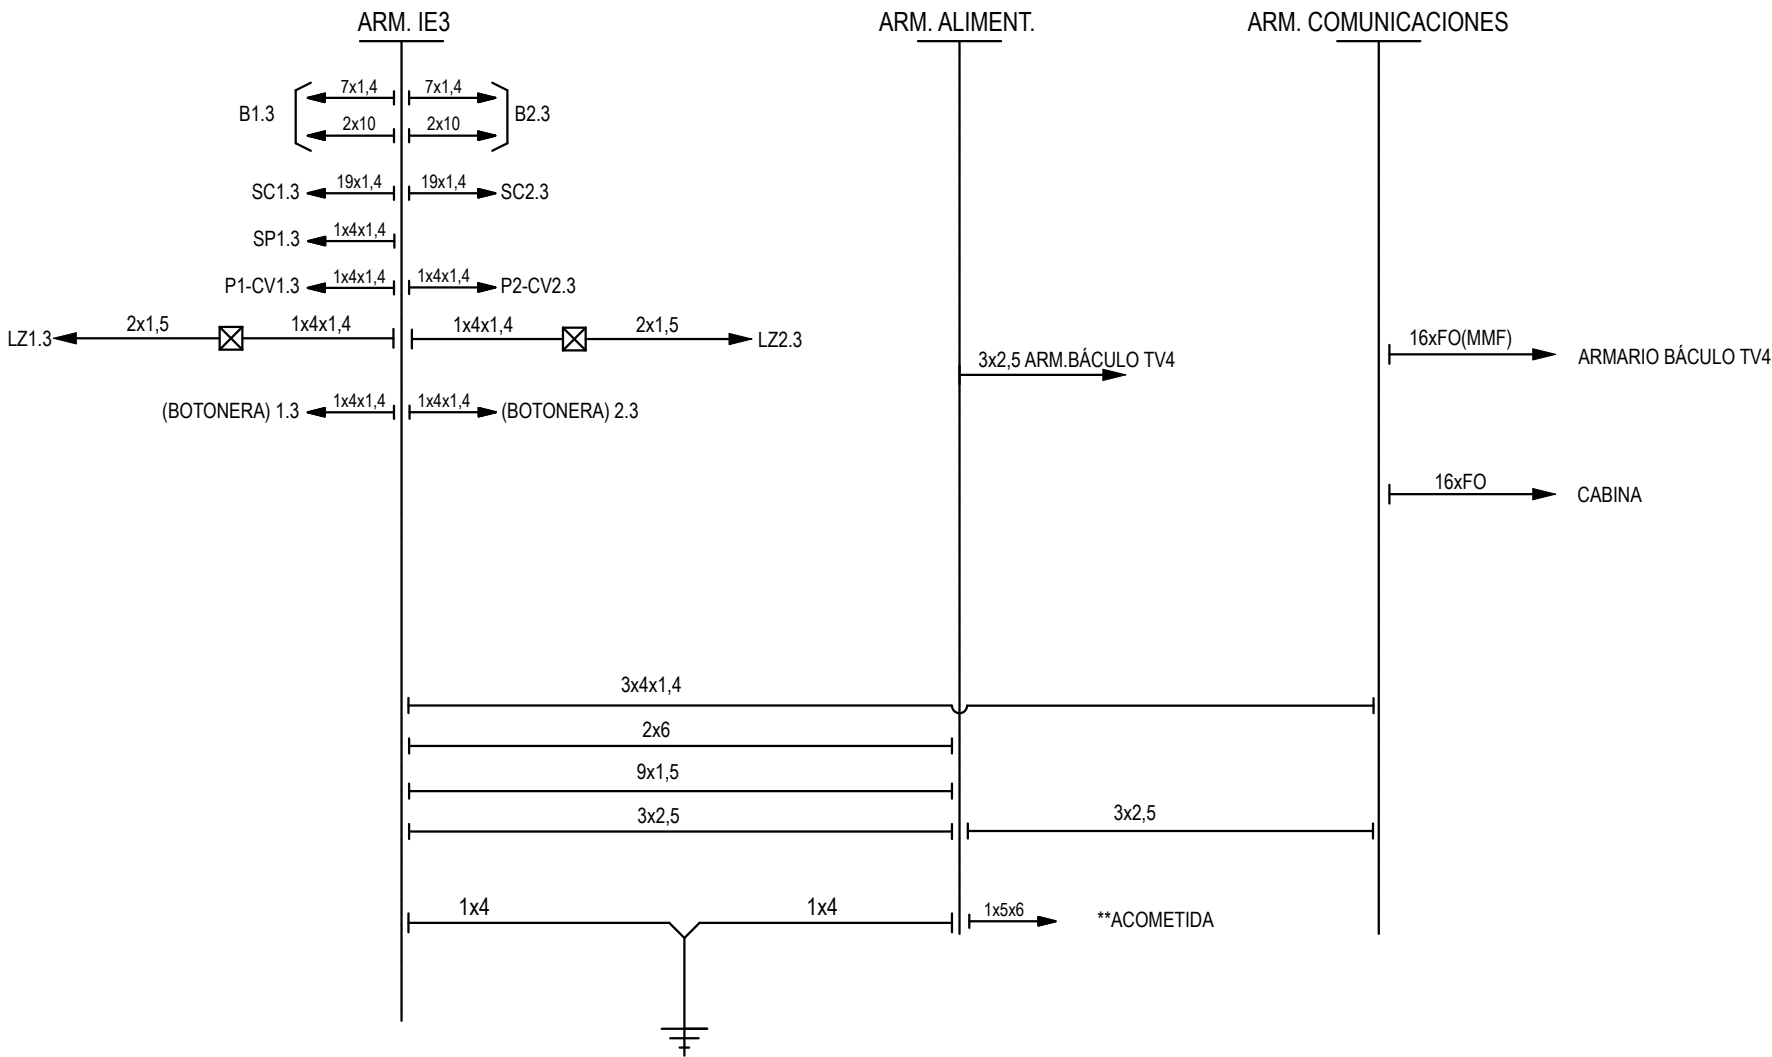 ARM. IE3
ARM. ALIMENT.
ARM. COMUNICACIONES
7x1,4
7x1,4
B1.3
B2.3
2x10
2x10
SC1.3
19x1,4
19x1,4
SC2.3
SP1.3
1x4x1,4
P1-CV1.3
1x4x1,4
1x4x1,4
P2-CV2.3
LZ1.3
2x1,5
1x4x1,4
1x4x1,4
2x1,5
LZ2.3
3x2,5 ARM.BÁCULO TV4
16xFO(MMF)
ARMARIO BÁCULO TV4
(BOTONERA) 1.3
1x4x1,4
1x4x1,4
(BOTONERA) 2.3
16xFO
CABINA
3x4x1,4
2x6
9x1,5
3x2,5
3x2,5
1x4
1x4
1x5x6
**ACOMETIDA